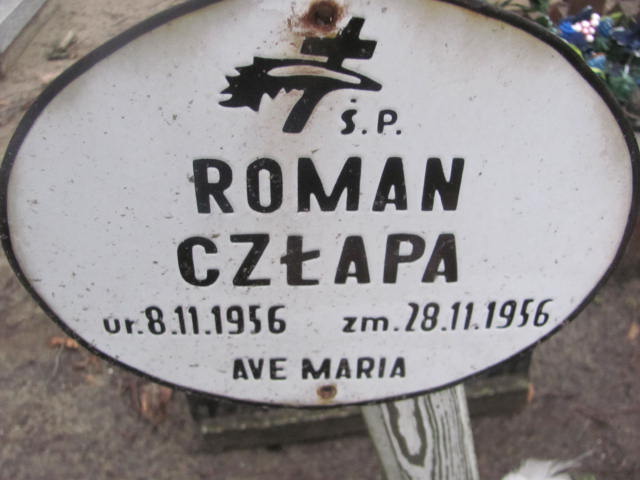 Ś.P.
ROMAN
CZŁAPA
ur. 8.11.1956 zm. 28.11.1956
AVE MARIA